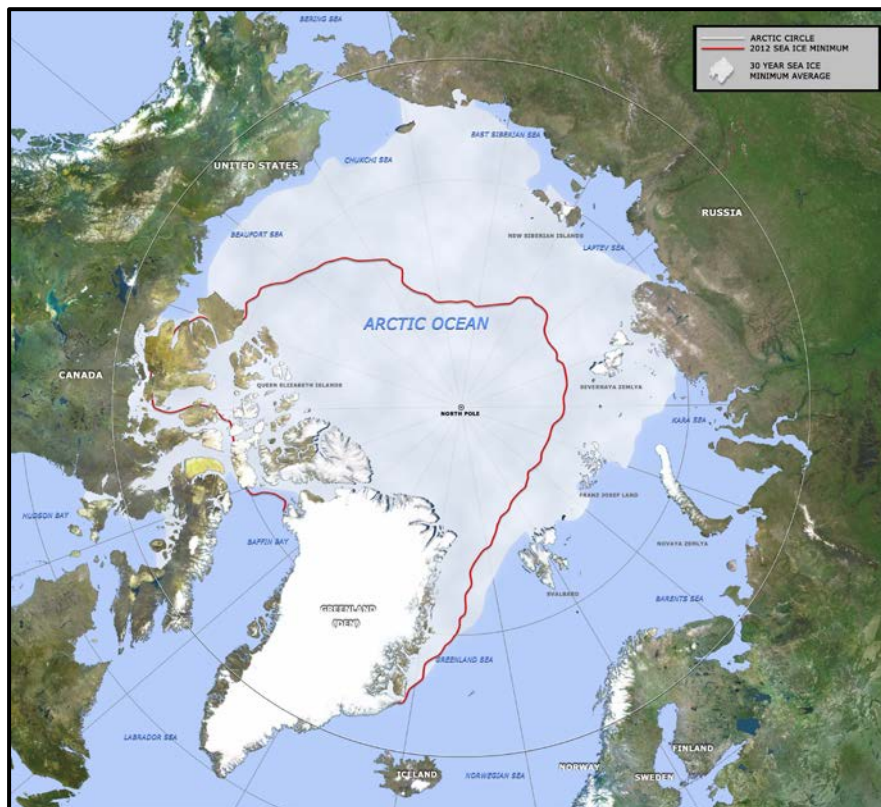 BERING SEA
ARCTIC CIRCLE
2012 SEA ICE MINIMUM
30 YEAR SEA ICE
MINIMUM AVERAGE
EAST SIBERIAN SEA
CHUKCHI SEA
UNITED STATES
RUSSIA
BEAUFORT SEA
NEW SIBERIAN ISLANDS
LAPTEV SEA
ARCTIC OCEAN
CANADA
QUEEN ELIZABETH ISLANDS
SEVERNAYA ZEMLYA
NORTH POLE
KARA SEA
FRANZ JOSEF LAND
HUDSON BAY
BAFFIN BAY
NOVAYA ZEMLYA
SVALBARD
BARENTS SEA
GREENLAND
(DEN)
GREENLAND SEA
LABRADOR SEA
ICELAND
NORWEGIAN SEA
NORWAY
SWEDEN
FINLAND